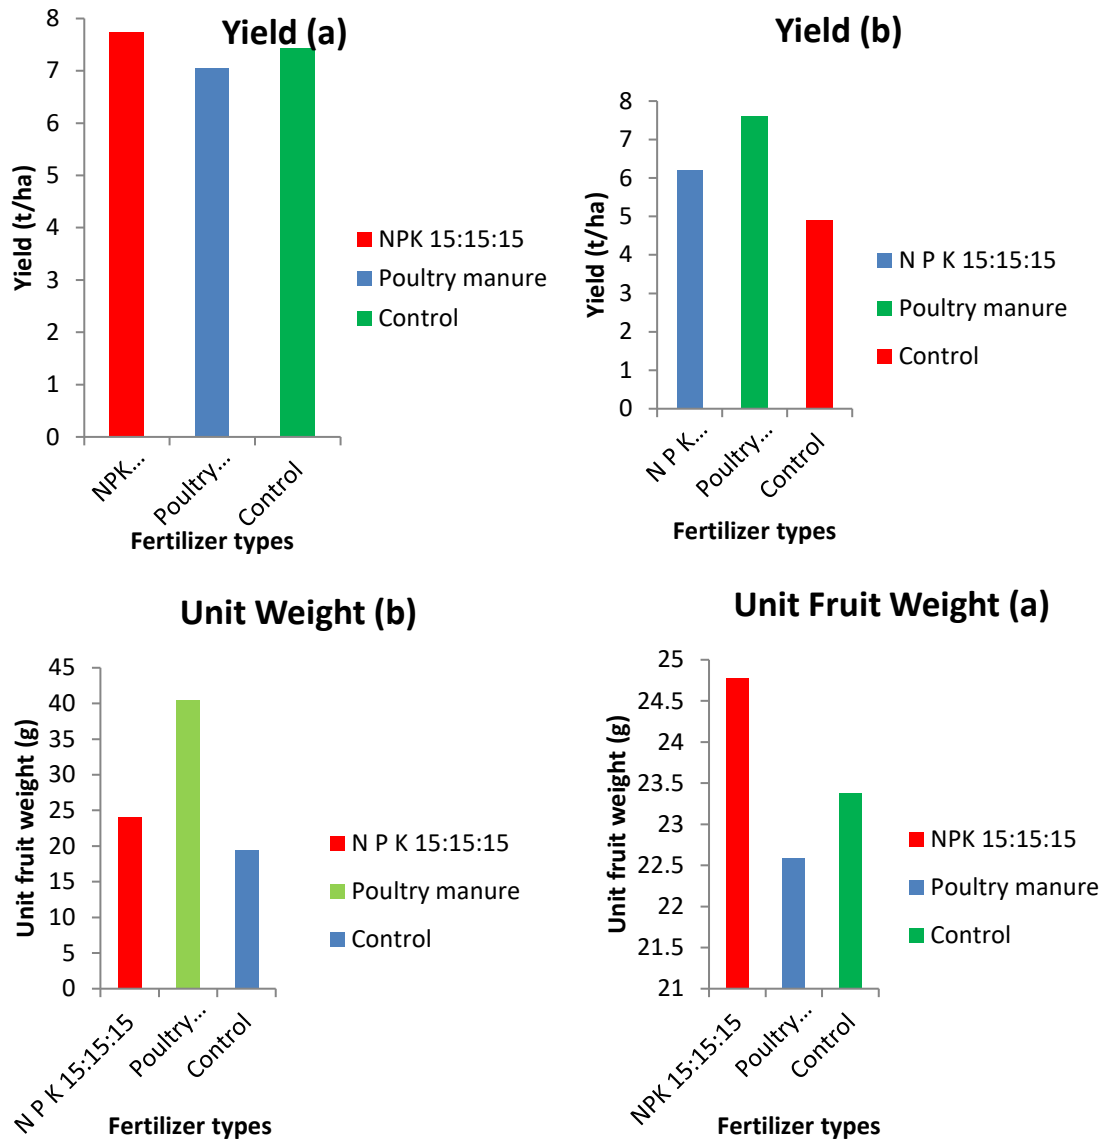 Yield (a)
8
7
6
5
4
3
2
1
0
Yield (t/ha)
NPK...
Poultry...
Control
Fertilizer types
NPK 15:15:15
Poultry manure
Control
Yield (b)
8
7
6
5
4
3
2
1
0
Yield (t/ha)
N P K...
Poultry...
Control
Fertilizer types
N P K 15:15:15
Poultry manure
Control
Unit Weight (b)
45
40
35
30
25
20
15
10
5
0
Unit fruit weight (g)
N P K 15:15:15
Poultry...
Control
Fertilizer types
N P K 15:15:15
Poultry manure
Control
Unit Fruit Weight (a)
25
24.5
24
23.5
23
22.5
22
21.5
21
Unit fruit weight (g)
NPK 15:15:15
Poultry...
Control
Fertilizer types
NPK 15:15:15
Poultry manure
Control